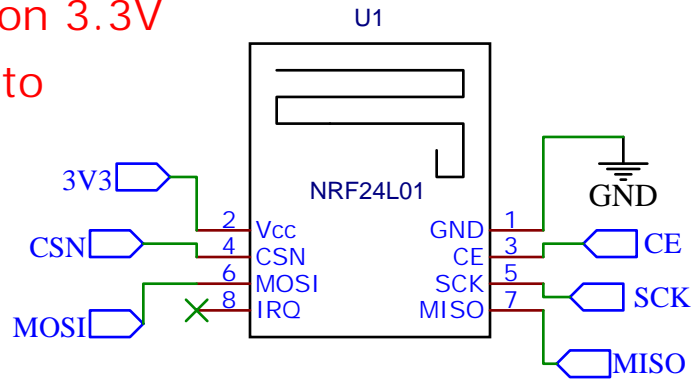 on 3.3V
U1
to
NRF24L01
3V3
GND
2 Vcc
GND 1
CSN
4 CSN
CE 3
CE
6 MOSI
SCK 5
SCK
8 IRQ
MISO 7
MOSI
MISO